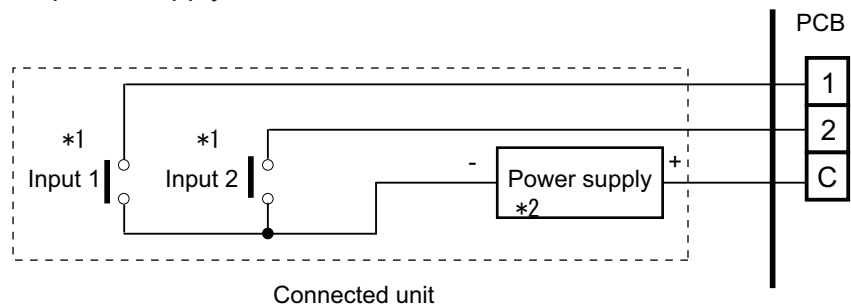 PCB
1
*1 *1 2
Input 1 Input 2 - Power supply + C
*2
Connected unit